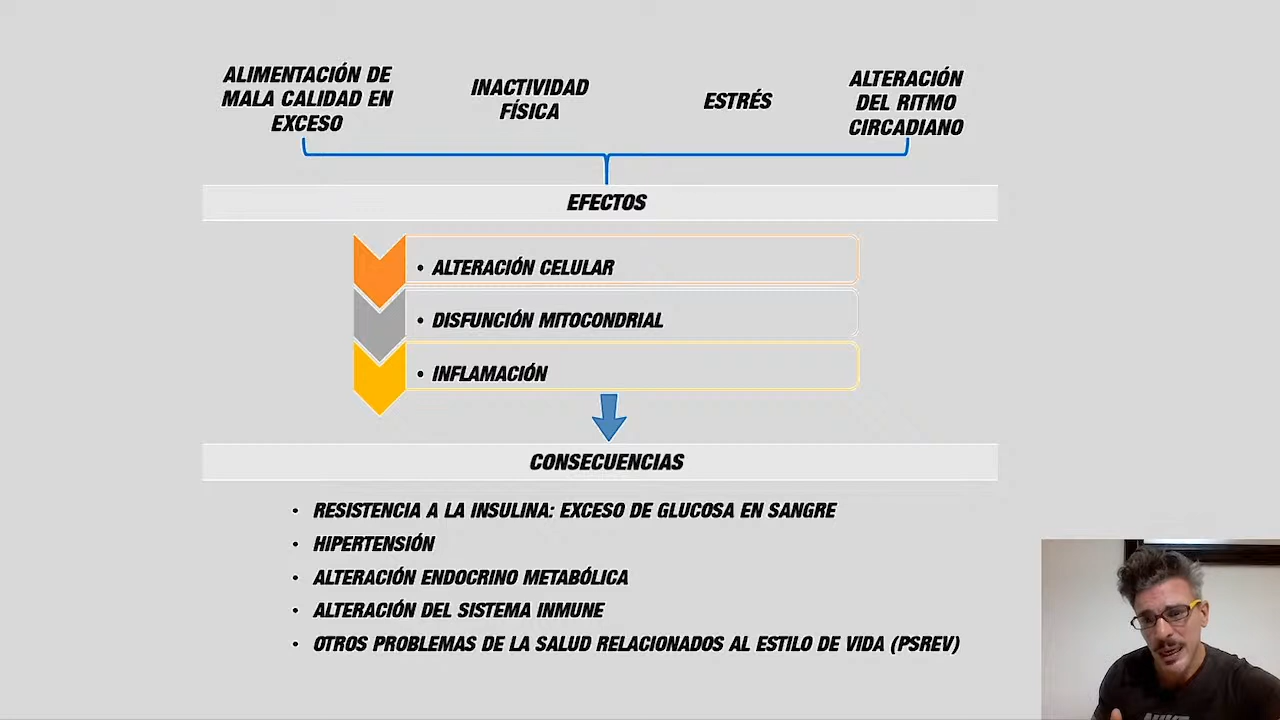 ALIMENTACIÓN DE
MALA CALIDAD EN
EXCESO
INACTIVIDAD
FÍSICA
ESTRÉS
ALTERACIÓN
DEL RITMO
CIRCADIANO
EFECTOS
• ALTERACIÓN CELULAR
• DISFUNCIÓN MITOCONDRIAL
• INFLAMACIÓN
CONSECUENCIAS
• RESISTENCIA A LA INSULINA: EXCESO DE GLUCOSA EN SANGRE
• HIPERTENSIÓN
• ALTERACIÓN ENDOCRINO METABÓLICA
• ALTERACIÓN DEL SISTEMA INMUNE
• OTROS PROBLEMAS DE LA SALUD RELACIONADOS AL ESTILO DE VIDA (PSREV)